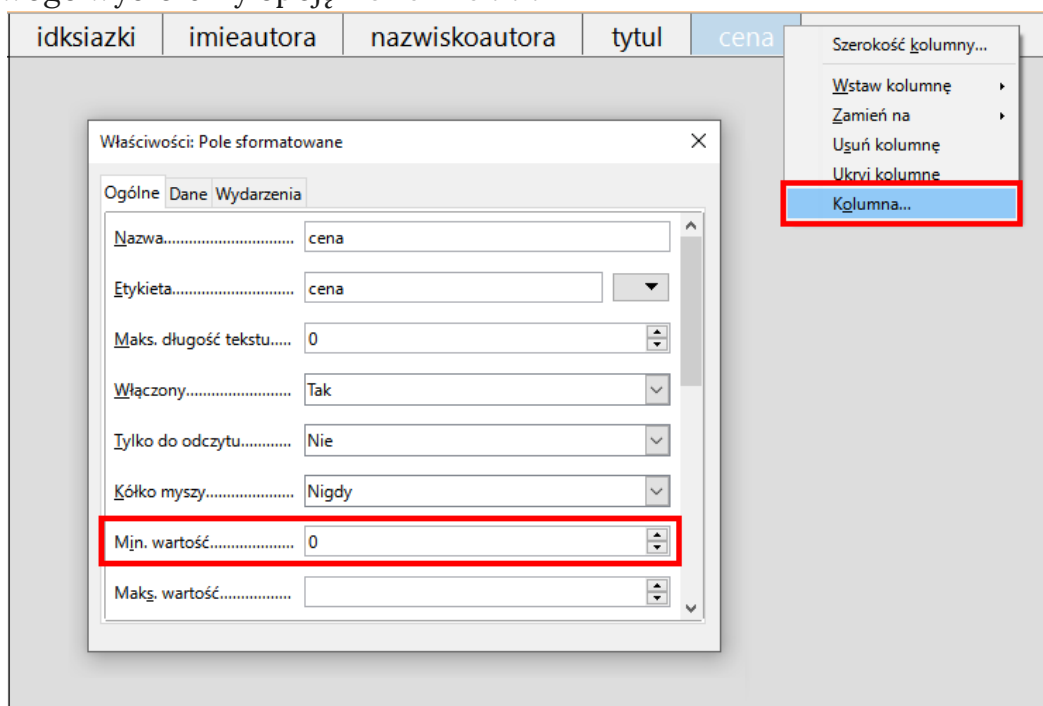 idksiazki imieautora nazwiskoautora tytul cena
Szerokość kolumny...
Wstaw kolumnę
Zamień na
Usuń kolumnę
Ukryj kolumnę
Kolumna...
Właściwości: Pole sformatowane
Ogólne Dane Wydarzenia
Nazwa.............................. cena
Etykieta............................ cena
Maks. długość tekstu..... 0
Włączony........................ Tak
Tylko do odczytu............ Nie
Kółko myszy..................... Nigdy
Min. wartość.................... 0
Maks. wartość.................